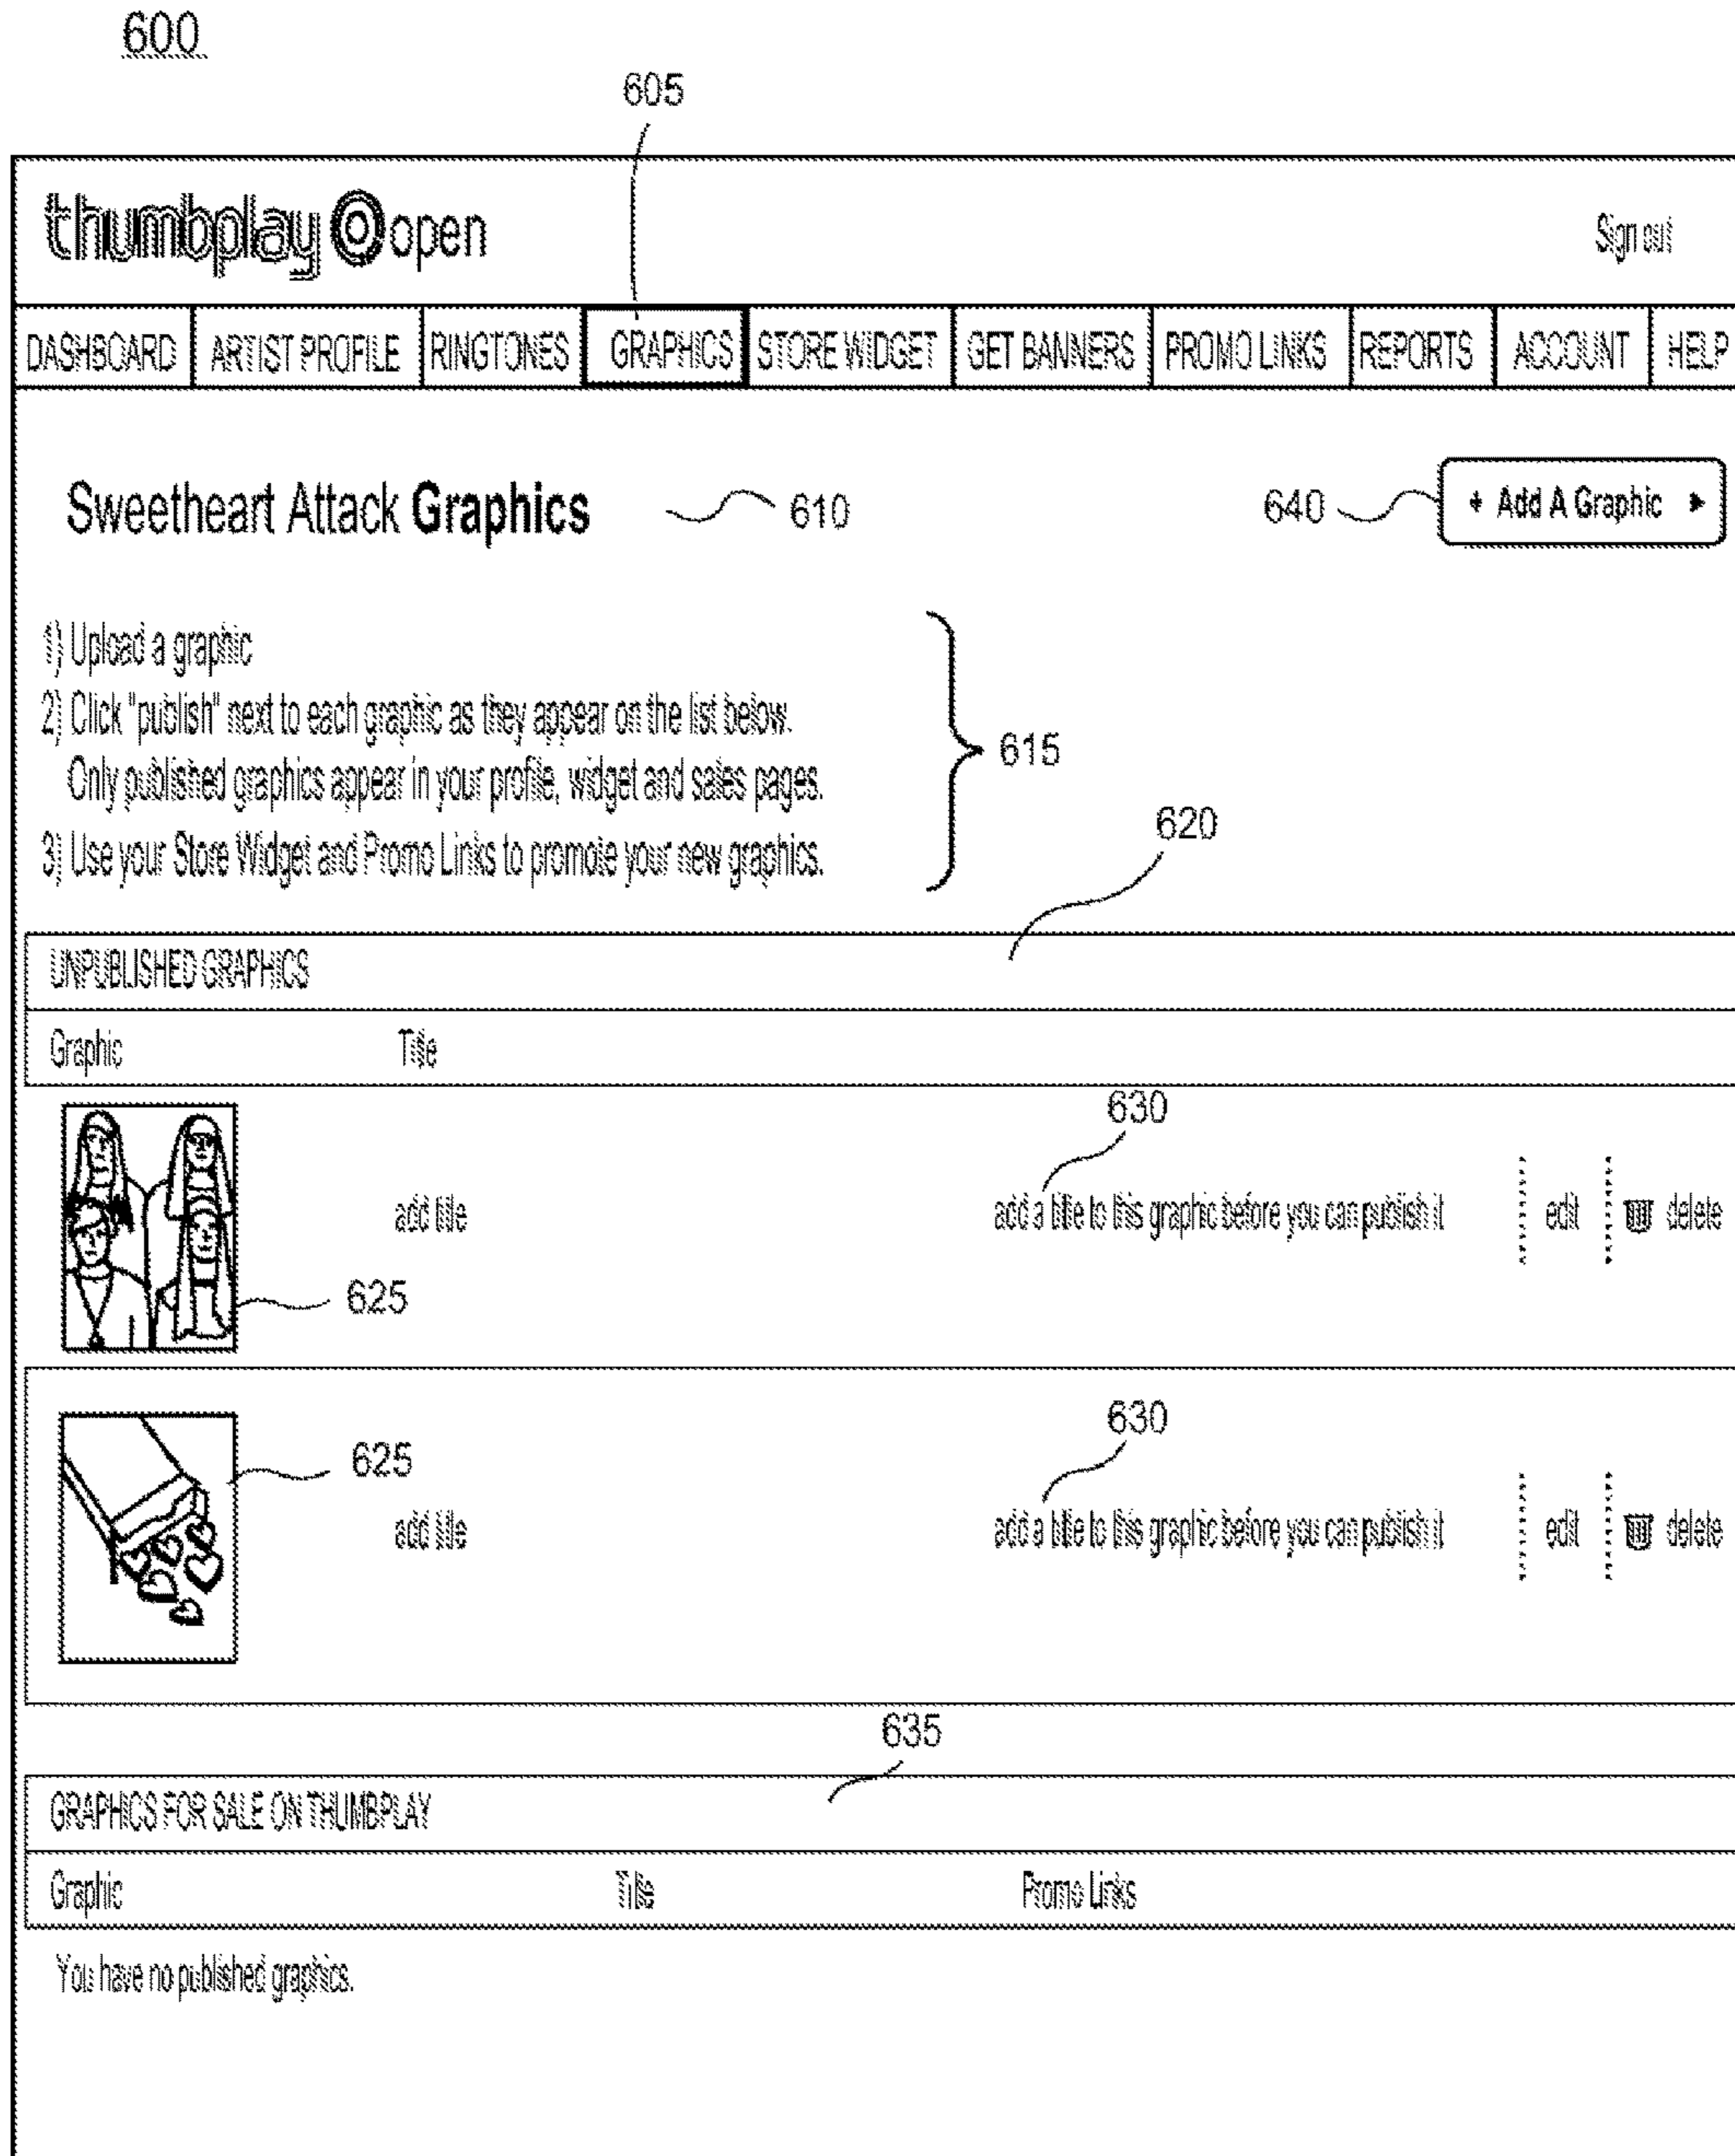 600
605
thumbplay open
Sign out
DASHBOARD ARTIST PROFILE RINGTONES GRAPHICS STORE WIDGET GET BANNERS PROMO LINKS REPORTS ACCOUNT HELP
Sweetheart Attack Graphics 610 640 + Add A Graphic
1) Upload a graphic
2) Click "publish" next to each graphic as they appear on the list below.
Only published graphics appear in your profile, widget and sales pages.
615
3) Use your Store Widget and Promo Links to promote your new graphics.
620
UNPUBLISHED GRAPHICS
Graphic Title
630
add title add a title to this graphic before you can publish it edit delete
625
630
625
add title add a title to this graphic before you can publish it edit delete
635
GRAPHICS FOR SALE ON THUMBPLAY
Graphic Title Promo Links
You have no published graphics.